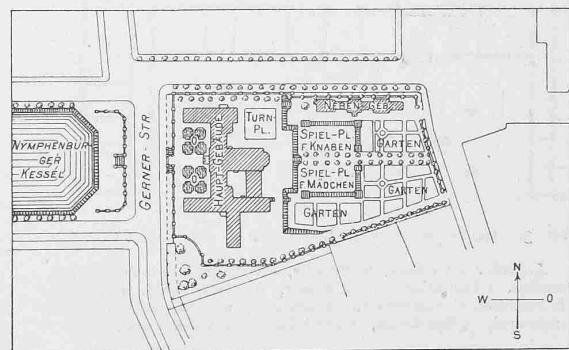 NYMPHENBUR-
GER
KESSEL
GERNER-STR
HAUPT-GEBÄUDE
TURN-
PL.
NEBEN GEB.
SPIEL-PL
F. KNABEN
GARTEN
SPIEL-PL
F. MÄDCHEN
GARTEN
GARTEN
N
W
O
S